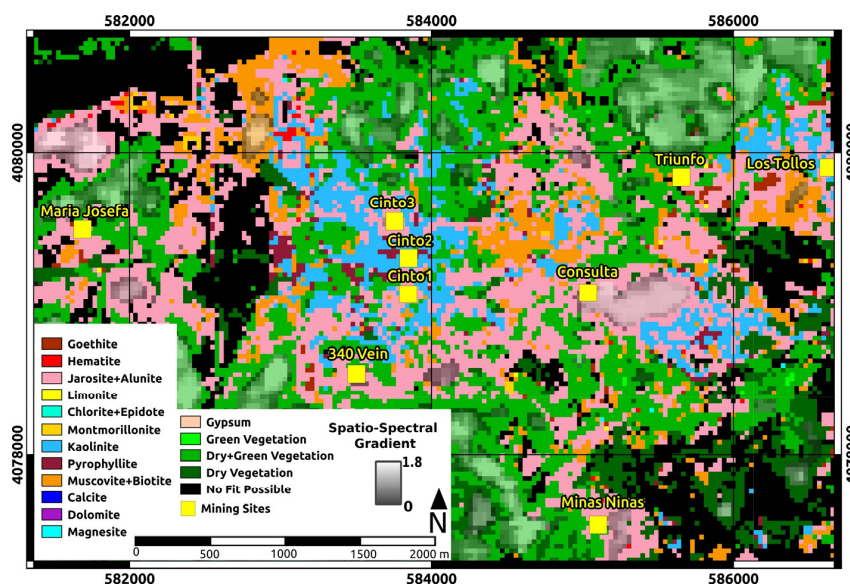 582000 584000 586000
4080000 4080000
Triunfo
Los Tollos
Maria Josefa
Cinto3
Cinto2
Cinto1
Consulta
340 Vein
Minas Ninas
4078000 4078000
Goethite
Hematite
Jarosite+Alunite
Limonite
Chlorite+Epidote
Montmorillonite
Kaolinite
Pyrophyllite
Muscovite+Biotite
Calcite
Dolomite
Magnesite
Gypsum
Green Vegetation
Dry+Green Vegetation
Dry Vegetation
No Fit Possible
Mining Sites
Spatio-Spectral
Gradient
1.8
0
N
0 500 1000 1500 2000 m
582000 584000 586000